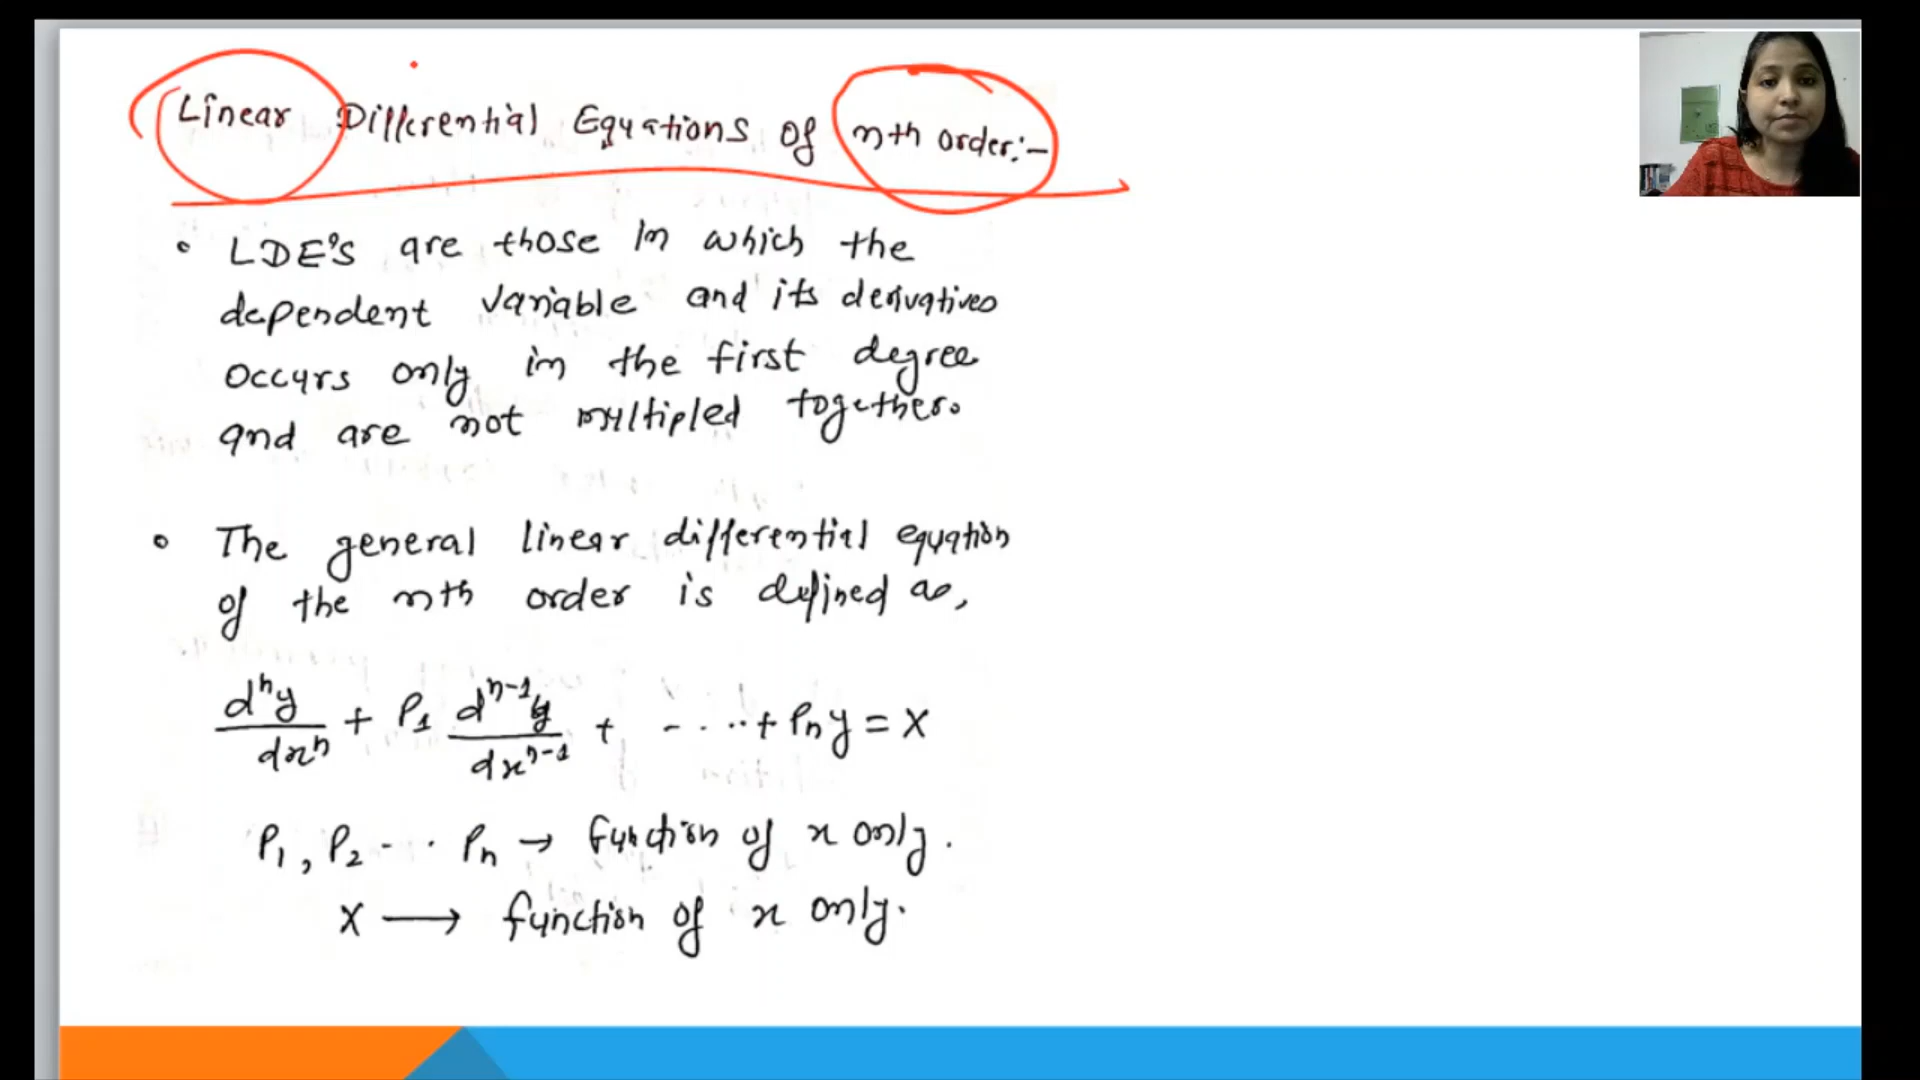 Linear Differential Equations of nth order:-
• LDE's are those in which the
dependent variable and its derivatives
occurs only in the first degree
and are not multipled together.
• The general linear differential equation
of the nth order is defined as,
dⁿy/dxⁿ + P₁ dⁿ⁻¹y/dxⁿ⁻¹ + - . . .. + Pₙy = X
P₁, P₂ - . . Pₙ → function of x only.
X → function of x only.